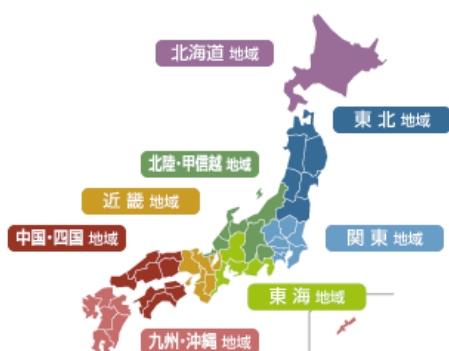 北海道 地域
東北 地域
北陸・甲信越 地域
近畿 地域
中国・四国 地域
関東 地域
東海 地域
九州・沖縄 地域